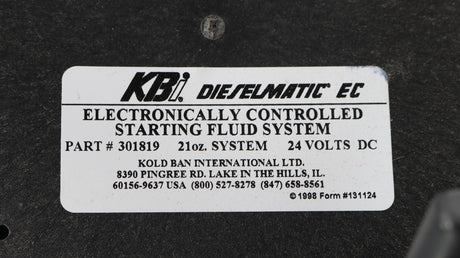 KBi. DIESELMATIC EC
ELECTRONICALLY CONTROLLED
STARTING FLUID SYSTEM
PART # 301819 21oz. SYSTEM 24 VOLTS DC
KOLD BAN INTERNATIONAL LTD.
8390 PINGREE RD. LAKE IN THE HILLS, IL.
60156-9637 USA (800) 527-8278 (847) 658-8561
© 1998 Form #131124